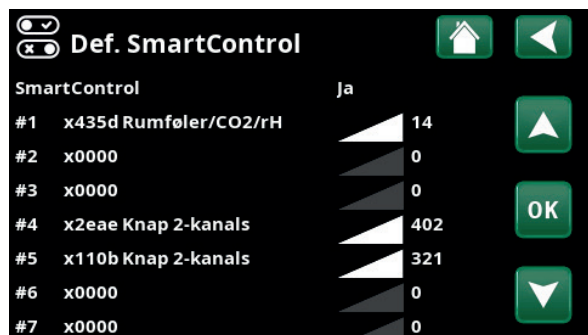 Def. SmartControl
SmartControl Ja
#1 x435d Rumføler/CO2/rH 14
#2 x0000 0
#3 x0000 0
#4 x2eae Knap 2-kanals 402
OK
#5 x110b Knap 2-kanals 321
#6 x0000 0
#7 x0000 0